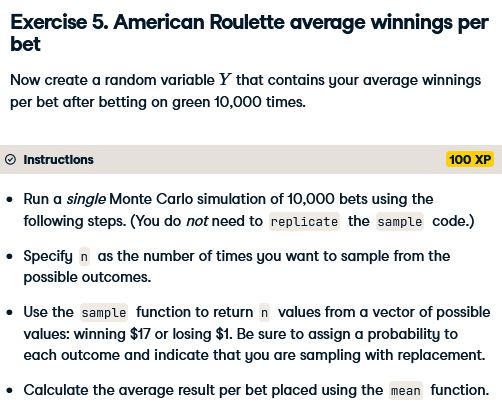 Exercise 5. American Roulette average winnings per
bet
Now create a random variable Y that contains your average winnings
per bet after betting on green 10,000 times.
Instructions
100 XP
• Run a single Monte Carlo simulation of 10,000 bets using the
following steps. (You do not need to replicate the sample code.)
• Specify n as the number of times you want to sample from the
possible outcomes.
• Use the sample function to return n values from a vector of possible
values: winning $17 or losing $1. Be sure to assign a probability to
each outcome and indicate that you are sampling with replacement.
• Calculate the average result per bet placed using the mean function.